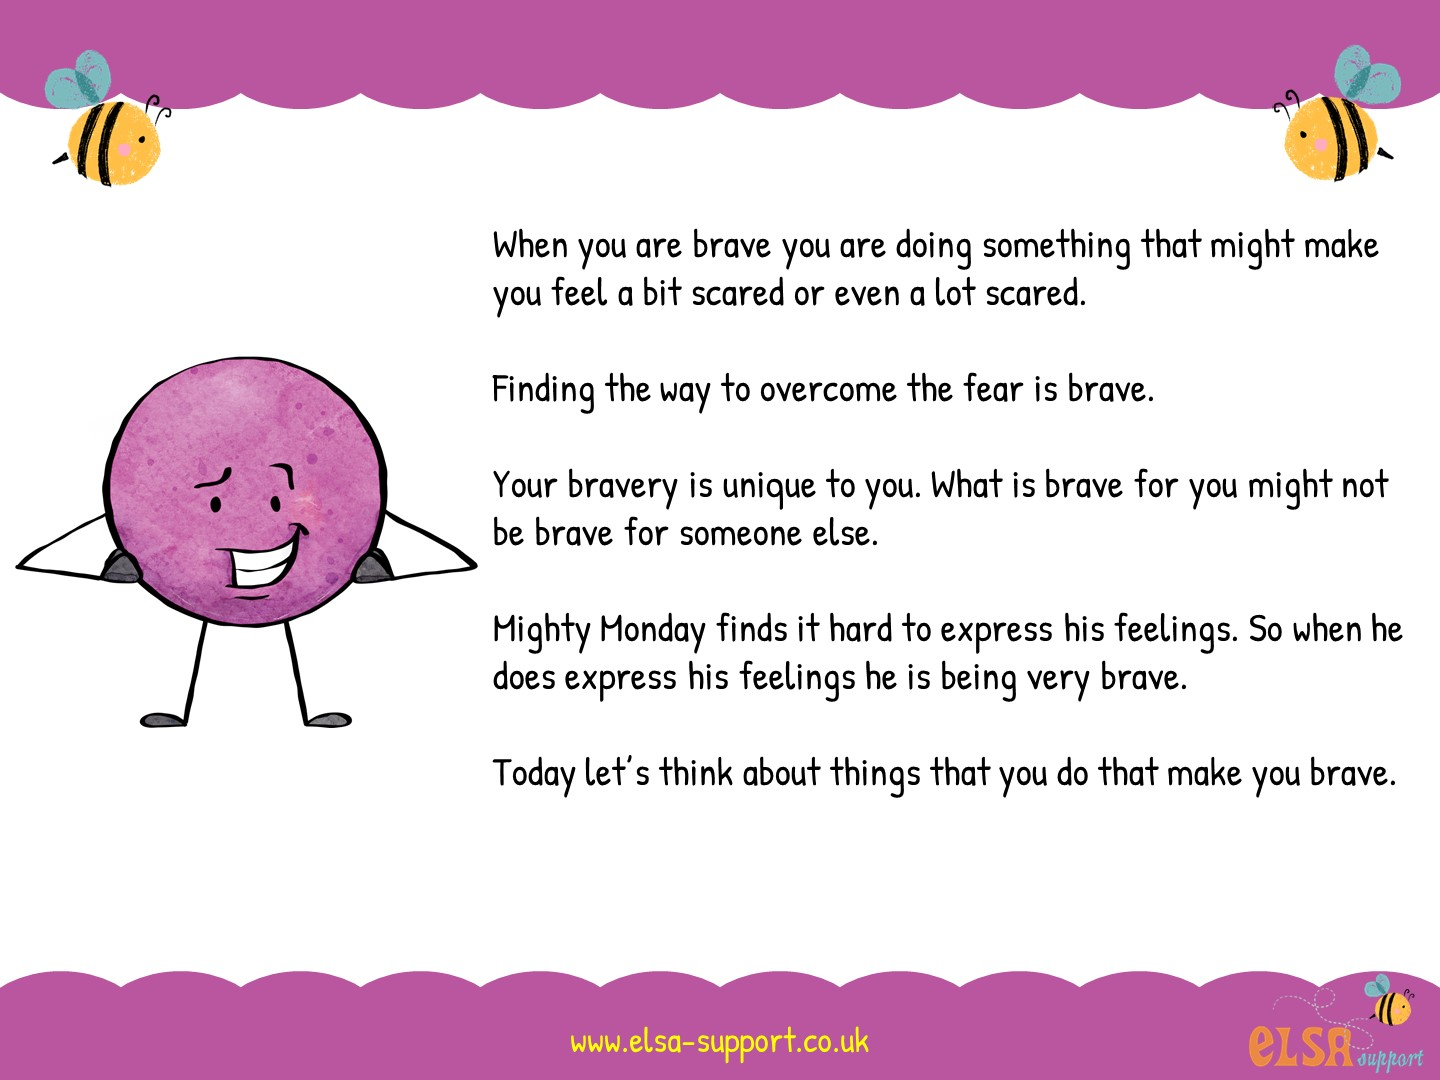 When you are brave you are doing something that might make
you feel a bit scared or even a lot scared.
Finding the way to overcome the fear is brave.
Your bravery is unique to you. What is brave for you might not
be brave for someone else.
Mighty Monday finds it hard to express his feelings. So when he
does express his feelings he is being very brave.
Today let's think about things that you do that make you brave.
www.elsa-support.co.uk
ELSA support